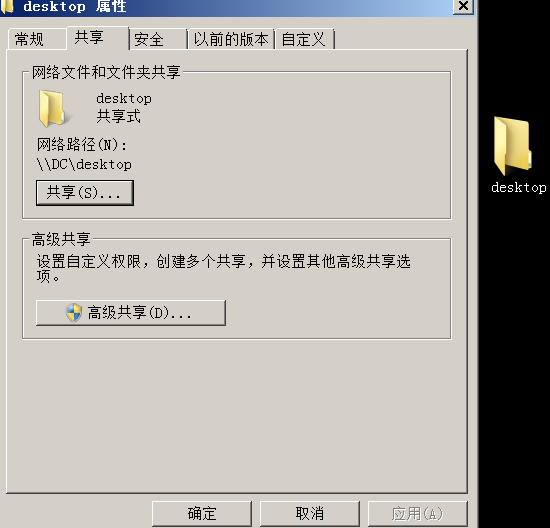 desktop 属性
常规 共享 安全 以前的版本 自定义
网络文件和文件夹共享
desktop
共享式
网络路径(N):
\\DC\desktop
共享(S)...
高级共享
设置自定义权限，创建多个共享，并设置其他高级共享选
项。
高级共享(D)...
确定 取消 应用(A)
desktop